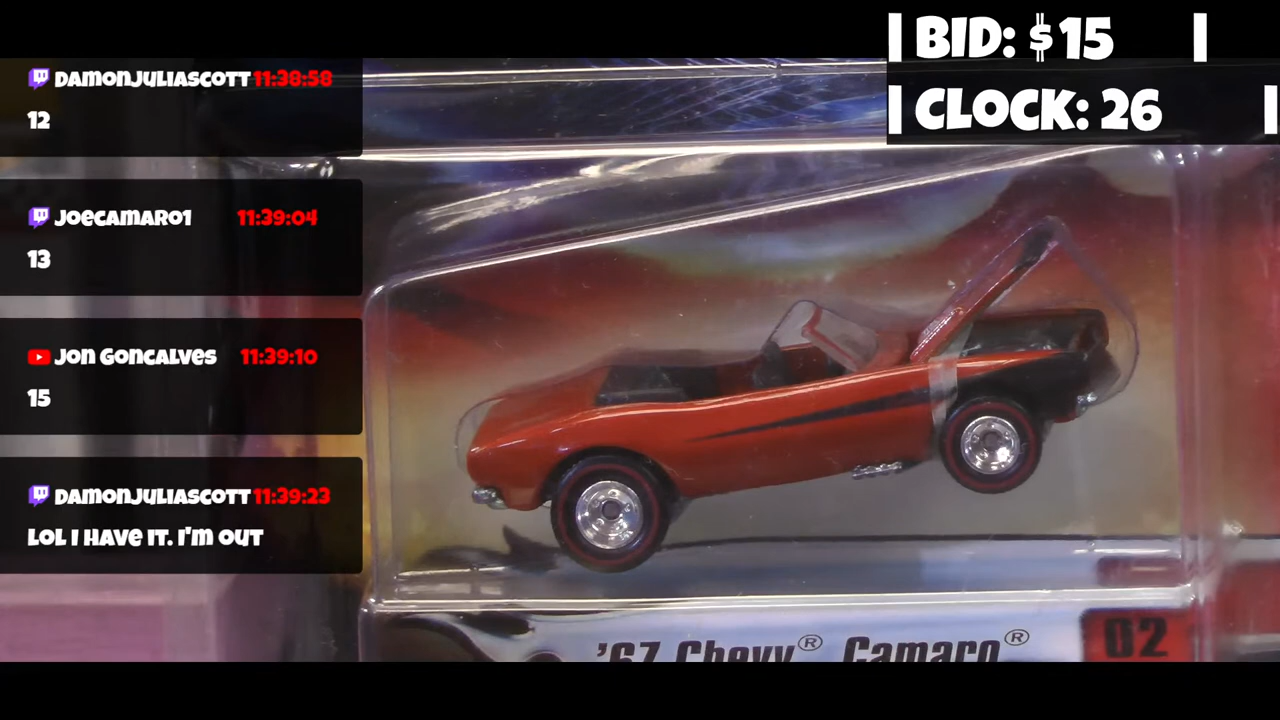 | BID: $15 |
| CLOCK: 26 |
DAMONJULIASCOTT 11:38:58
12
JOECAMARO1 11:39:04
13
JON GONCALVES 11:39:10
15
DAMONJULIASCOTT 11:39:23
LOL I HAVE IT. I'M OUT
'67 Chevy® Camaro® 02